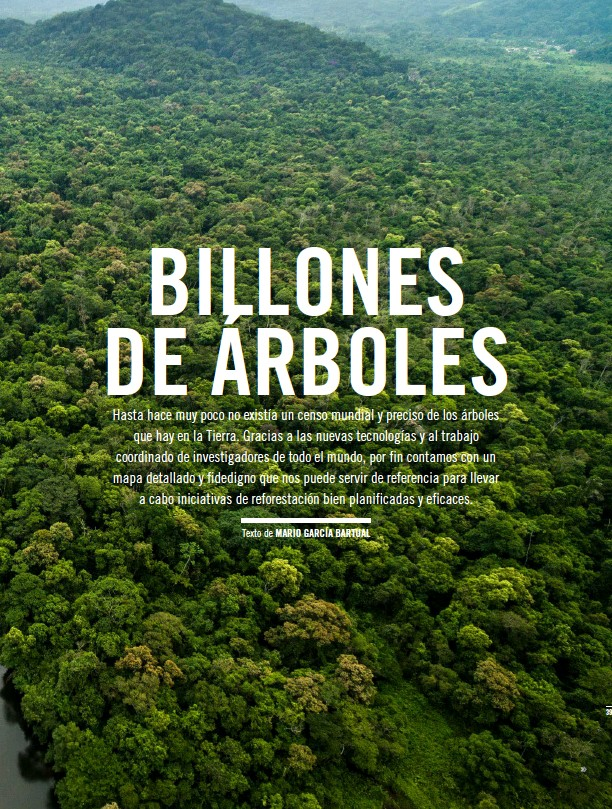 BILLONES
DE ÁRBOLES
Hasta hace muy poco no existía un censo mundial y preciso de los árboles
que hay en la Tierra. Gracias a las nuevas tecnologías y al trabajo
coordinado de investigadores de todo el mundo, por fin contamos con un
mapa detallado y fidedigno que nos puede servir de referencia para llevar
a cabo iniciativas de reforestación bien planificadas y eficaces.
Texto de MARIO GARCÍA BARTUAL